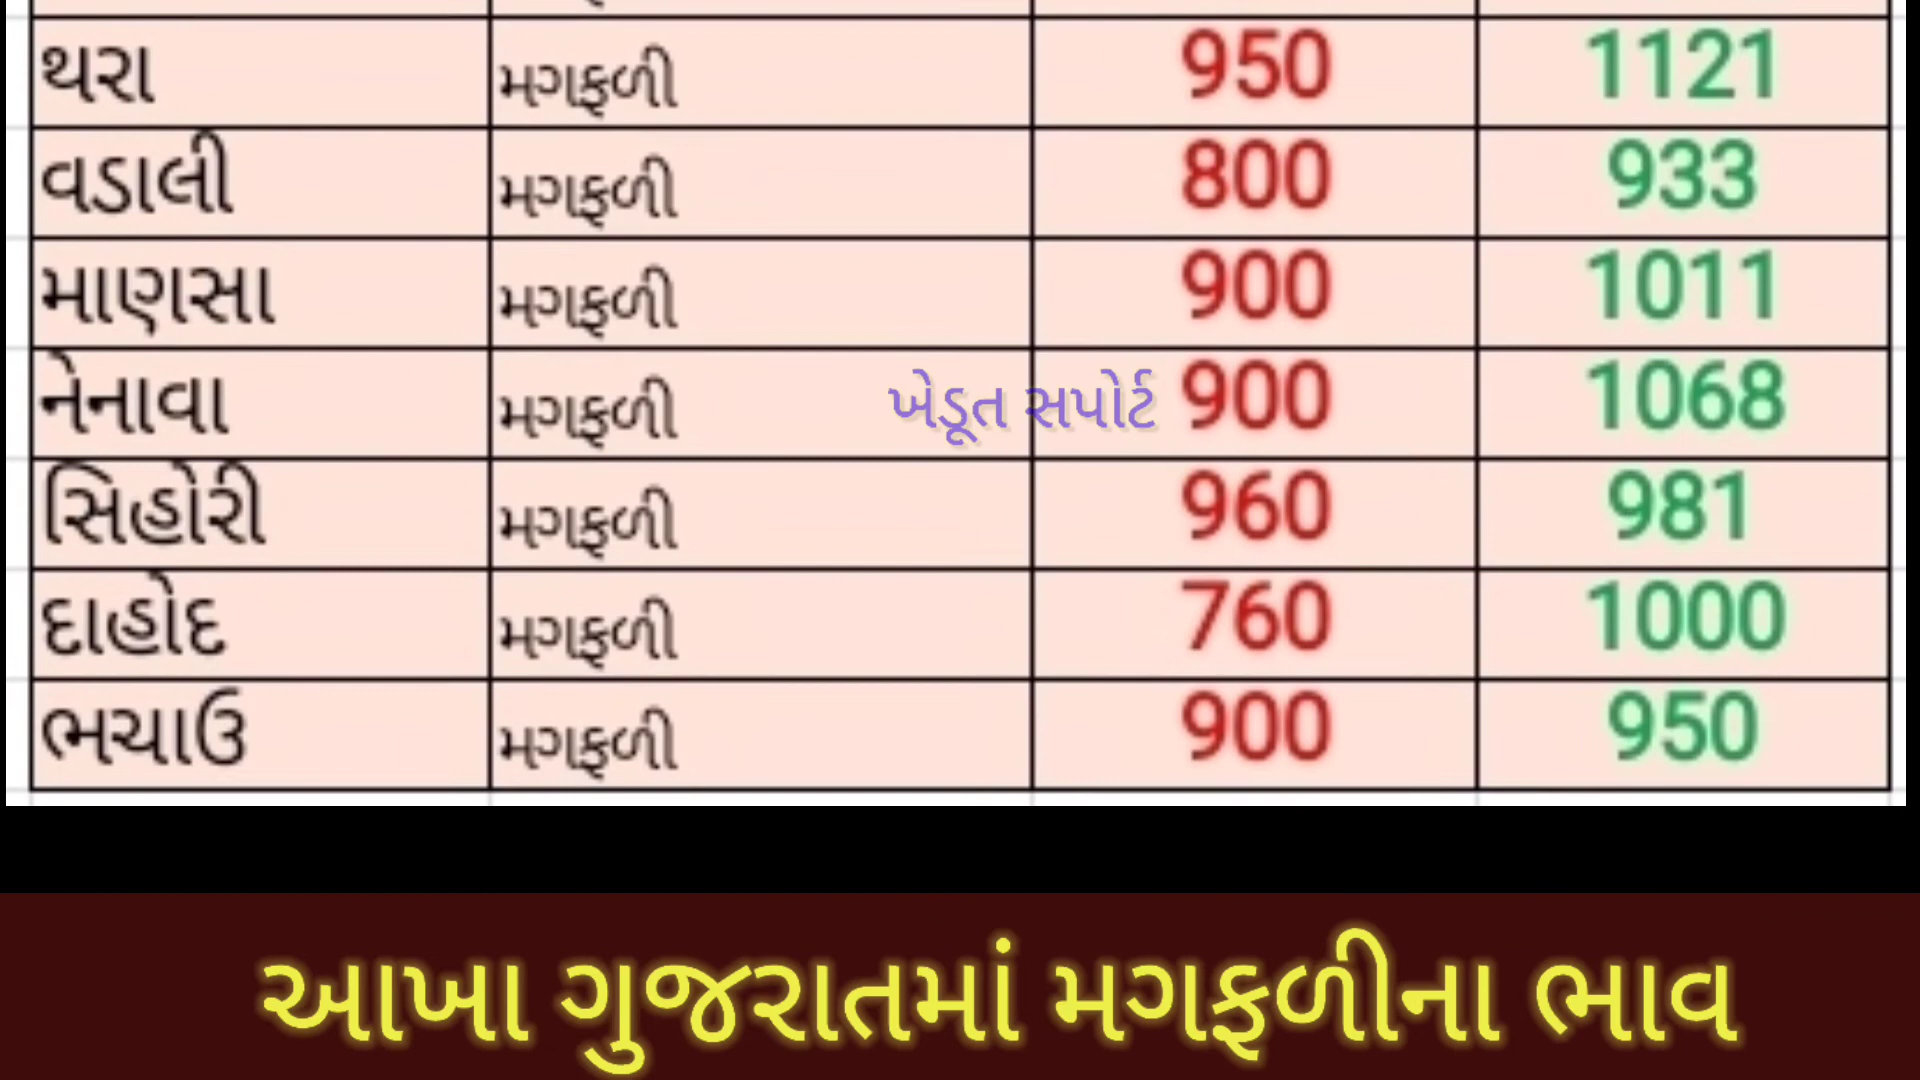 થરા મગફળી 950 1121
વડાલી મગફળી 800 933
માણસા મગફળી 900 1011
નેનાવા મગફળી 900 1068
ખેડૂત સપોર્ટ
સિહોરી મગફળી 960 981
દાહોદ મગફળી 760 1000
ભચાઉ મગફળી 900 950
આખા ગુજરાતમાં મગફળીના ભાવ